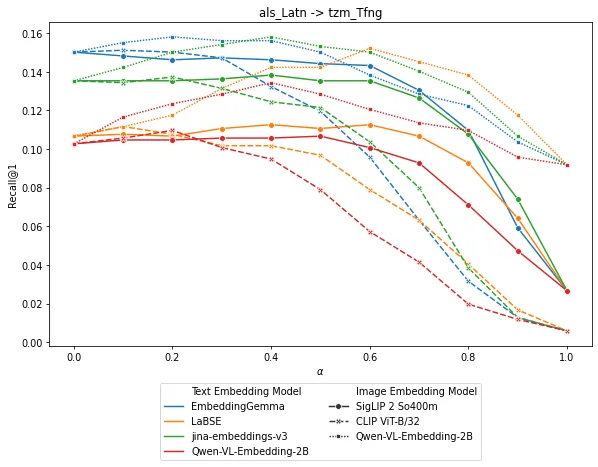 als_Latn -> tzm_Tfng
Recall@1
0.16
0.14
0.12
0.10
0.08
0.06
0.04
0.02
0.00
0.0 0.2 0.4 0.6 0.8 1.0
α
Text Embedding Model
EmbeddingGemma
LaBSE
jina-embeddings-v3
Qwen-VL-Embedding-2B
Image Embedding Model
SigLIP 2 So400m
CLIP ViT-B/32
Qwen-VL-Embedding-2B